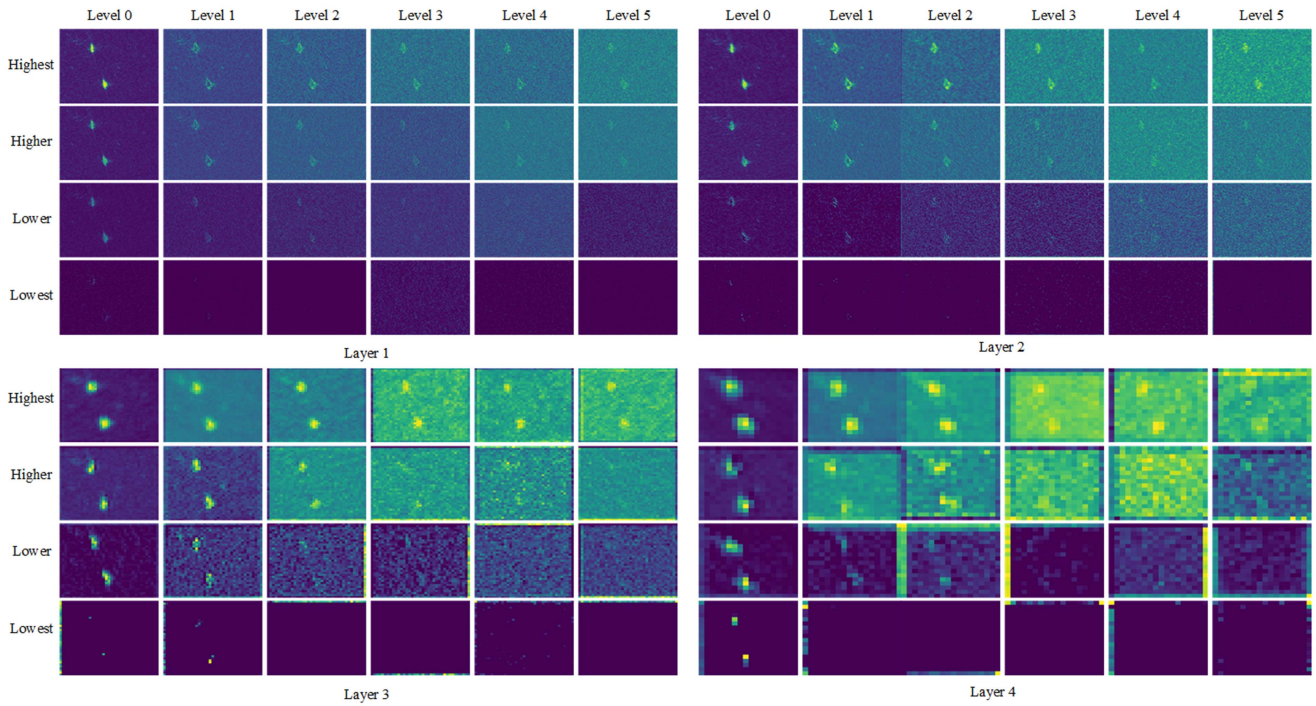 Level 0 Level 1 Level 2 Level 3 Level 4 Level 5
Highest
Higher
Lower
Lowest
Layer 1
Level 0 Level 1 Level 2 Level 3 Level 4 Level 5
Layer 2
Highest
Higher
Lower
Lowest
Layer 3
Layer 4